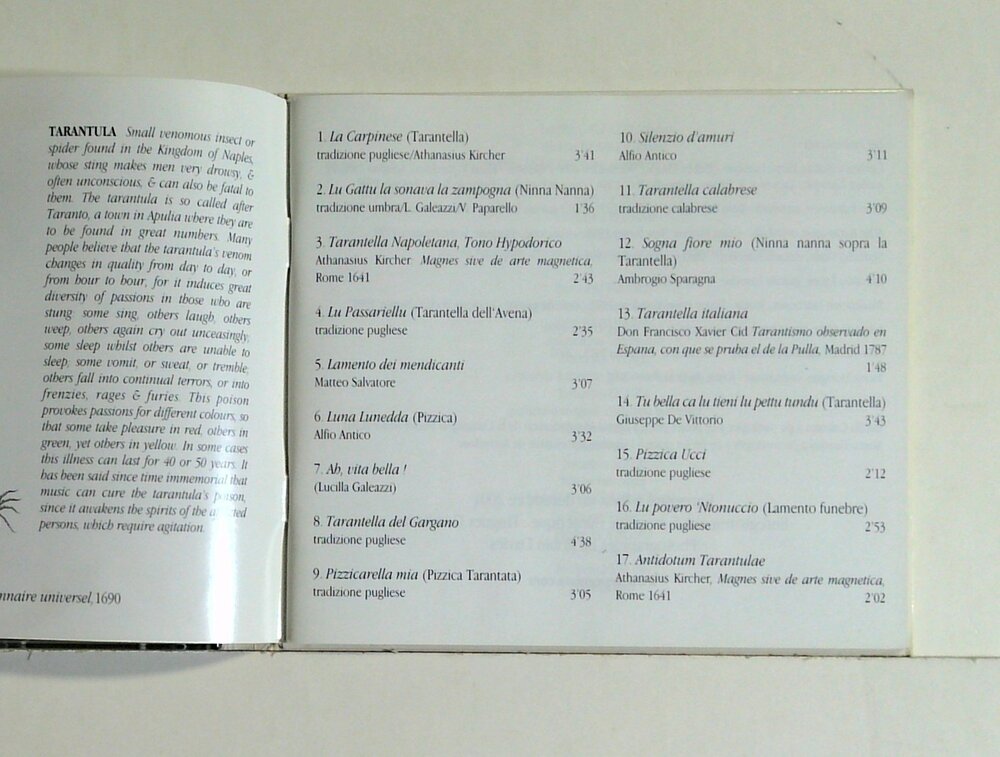 TARANTULA Small venomous insect or
spider found in the Kingdom of Naples,
whose sting makes men very drowsy, &
often unconscious, & can also be fatal to
them. The tarantula is so called after
Taranto, a town in Apulia where they are
to be found in great numbers. Many
people believe that the tarantula's venom
changes in quality from day to day, or
from hour to hour, for it induces great
diversity of passions in those who are
stung: some sing, others laugh, others
weep, others again cry out unceasingly,
some sleep whilst others are unable to
sleep, some vomit, or sweat, or tremble,
others fall into continual terrors, or into
frenzies, rages & furies. This poison
provokes passions for different colours, so
that some take pleasure in red, others in
green, yet others in yellow. In some cases
this illness can last for 40 or 50 years. It
has been said since time immemorial that
music can cure the tarantula's poison,
since it awakens the spirits of the
persons, which require agitation.
nnaire universel, 1690
1. La Carpinese (Tarantella)
tradizione pugliese/Athanasius Kircher 3'41
2. Lu Gattu la sonava la zampogna (Ninna Nanna)
tradizione umbra/L. Galeazzi/V. Paparello 1'36
3. Tarantella Napoletana, Tono Hypodorico
Athanasius Kircher Magnes sive de arte magnetica,
Rome 1641 2'43
4. Lu Passariellu (Tarantella dell'Avena)
tradizione pugliese 2'35
5. Lamento dei mendicanti
Matteo Salvatore 3'07
6. Luna Lunedda (Pizzica)
Alfio Antico 3'32
7. Ah, vita bella !
(Lucilla Galeazzi) 3'06
8. Tarantella del Gargano
tradizione pugliese 4'38
9. Pizzicarella mia (Pizzica Tarantata)
tradizione pugliese 3'05
10. Silenzio d'amuri
Alfio Antico 3'11
11. Tarantella calabrese
tradizione calabrese 3'09
12. Sogna fiore mio (Ninna nanna sopra la
Tarantella)
Ambrogio Sparagna 4'10
13. Tarantella italiana
Don Francisco Xavier Cid Tarantismo observado en
Espana, con que se pruba el de la Pulla, Madrid 1787
1'48
14. Tu bella ca lu tieni lu pettu tundu (Tarantella)
Giuseppe De Vittorio 3'43
15. Pizzica Ucci
tradizione pugliese 2'12
16. Lu povero 'Ntonuccio (Lamento funebre)
tradizione pugliese 2'53
17. Antidotum Tarantulae
Athanasius Kircher, Magnes sive de arte magnetica,
Rome 1641 2'02